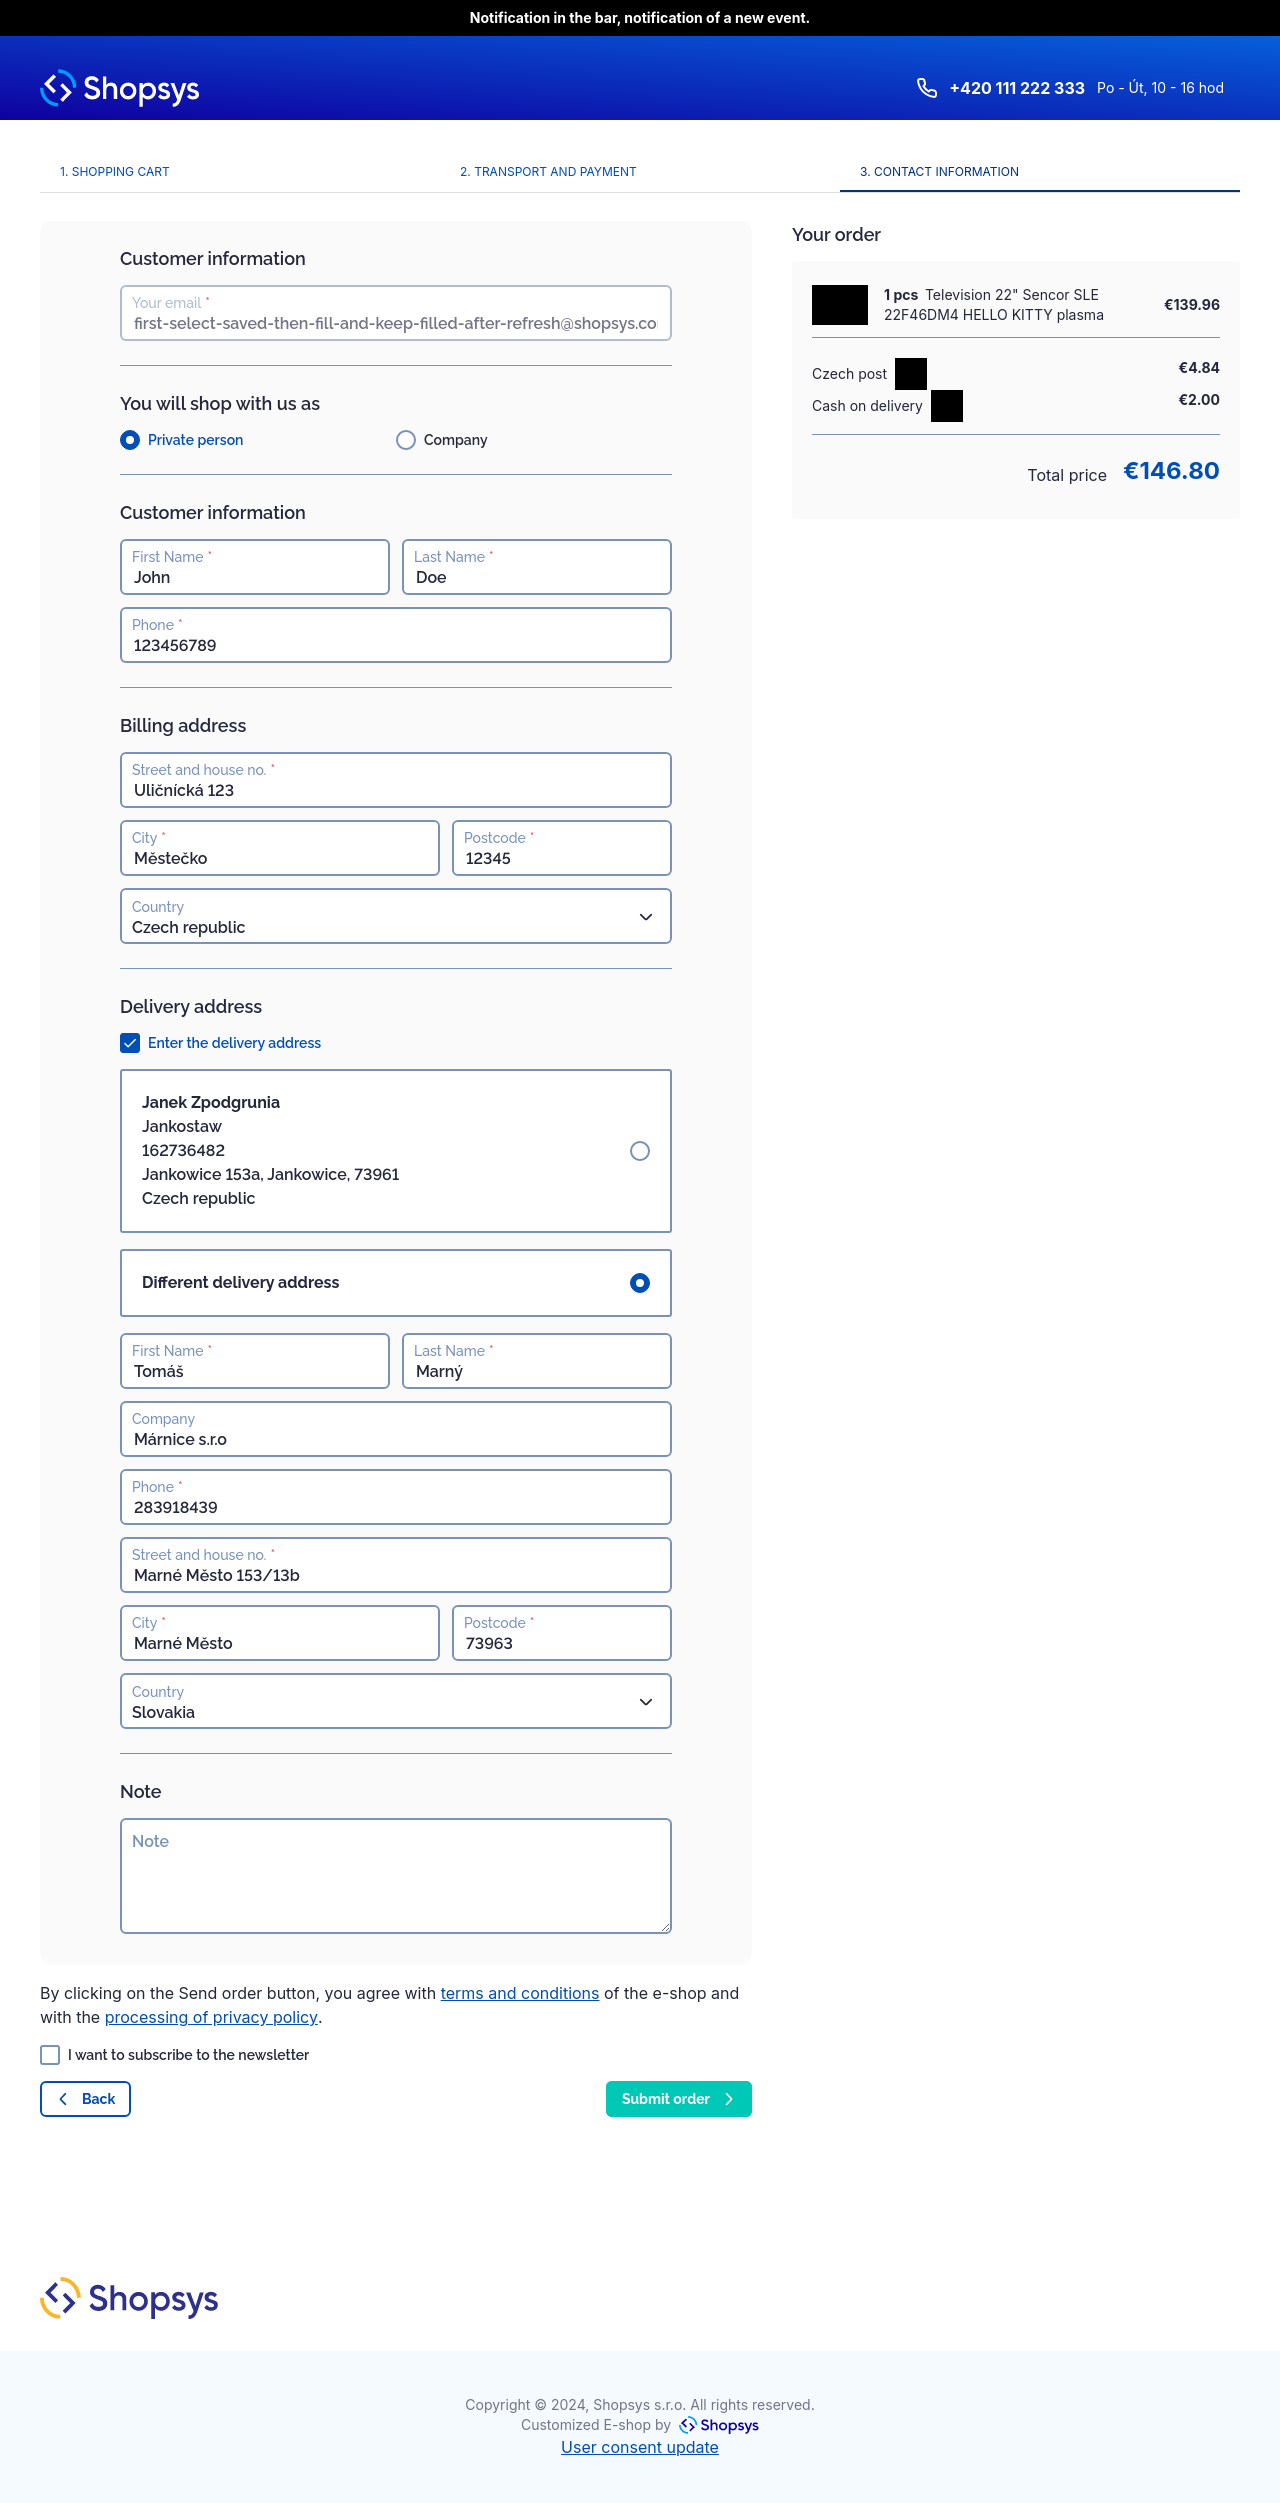 Notification in the bar, notification of a new event.
Shopsys
+420 111 222 333 Po - Út, 10 - 16 hod
1. SHOPPING CART
2. TRANSPORT AND PAYMENT
3. CONTACT INFORMATION
Customer information
Your email *
first-select-saved-then-fill-and-keep-filled-after-refresh@shopsys.co
You will shop with us as
Private person
Company
Customer information
First Name *
John
Last Name *
Doe
Phone *
123456789
Billing address
Street and house no. *
Uličnícká 123
City *
Městečko
Postcode *
12345
Country
Czech republic
Delivery address
Enter the delivery address
Janek Zpodgrunia
Jankostaw
162736482
Jankowice 153a, Jankowice, 73961
Czech republic
Different delivery address
First Name *
Tomáš
Last Name *
Marný
Company
Márnice s.r.o
Phone *
283918439
Street and house no. *
Marné Město 153/13b
City *
Marné Město
Postcode *
73963
Country
Slovakia
Note
Note
By clicking on the Send order button, you agree with terms and conditions of the e-shop and
with the processing of privacy policy.
I want to subscribe to the newsletter
Back
Submit order
Your order
1 pcs Television 22" Sencor SLE
22F46DM4 HELLO KITTY plasma
€139.96
Czech post
€4.84
Cash on delivery
€2.00
Total price €146.80
Shopsys
Copyright © 2024, Shopsys s.r.o. All rights reserved.
Customized E-shop by Shopsys
User consent update